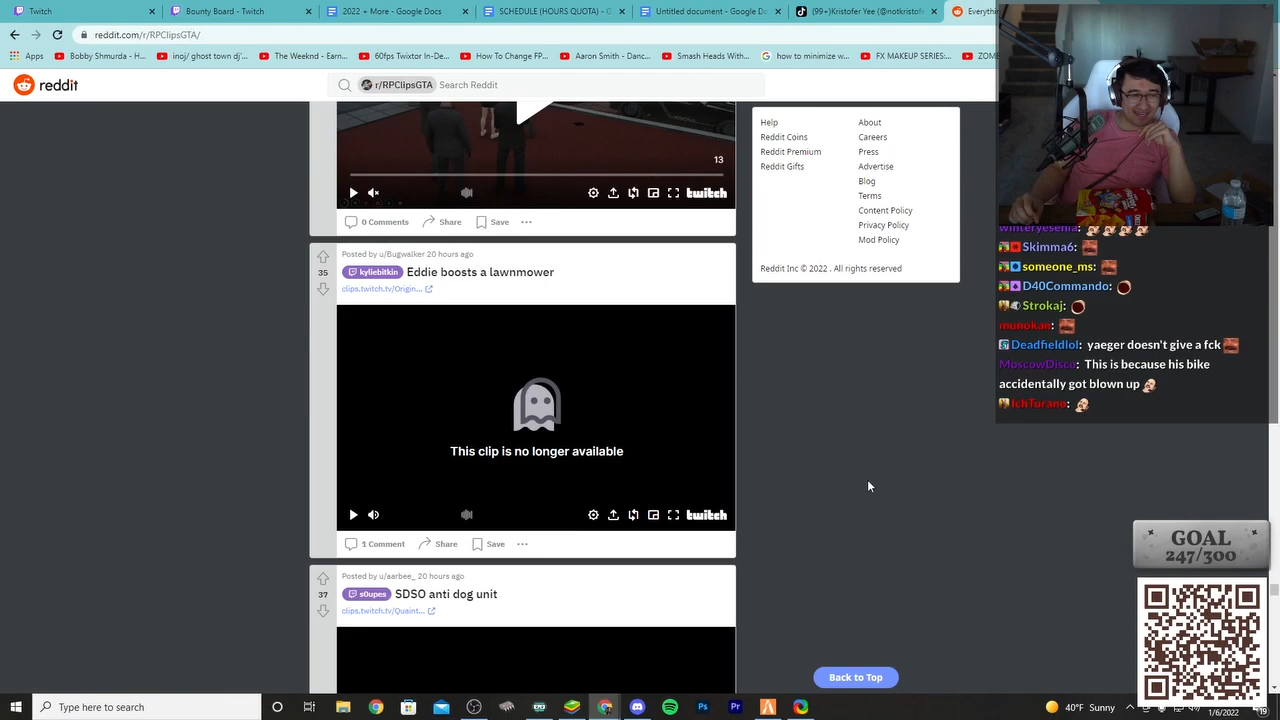 Twitch
Bounty Board - Twitch
2022 + More - Google Docs
SCHEDULE (HOURS QUOTA) - G
Untitled document - Google Doc
(99+)Kristofer Yee (@notkristofe
Everythi
reddit.com/r/RPClipsGTA/
Apps
Bobby Shmurda - H...
inoj/ ghost town dj'...
The Weeknd - Earn...
60fps Twixtor In-De...
How To Change FP...
Aaron Smith - Danc...
Smash Heads With...
how to minimize w...
FX MAKEUP SERIES:...
reddit
r/RPClipsGTA
Search Reddit
13
twitch
0 Comments
Share
Save
Help
About
Reddit Coins
Careers
Reddit Premium
Press
Reddit Gifts
Advertise
Blog
Terms
Content Policy
Privacy Policy
Mod Policy
Reddit Inc © 2022 . All rights reserved
35
Posted by u/Bugwalker 20 hours ago
kyliebitkin Eddie boosts a lawnmower
clips.twitch.tv/Origin...
This clip is no longer available
twitch
1 Comment
Share
Save
37
Posted by u/aarbee_ 20 hours ago
s0upes SDSO anti dog unit
clips.twitch.tv/Quaint...
Back to Top
winteryesenia:
Skimma6:
someone_ms:
D40Commando:
Strokaj:
munokan:
Deadfieldlol: yaeger doesn't give a fck
MoscowDisco: This is because his bike
accidentally got blown up
IchTurano:
GOAL
247/300
Type here to search
40°F Sunny
1/6/2022
19